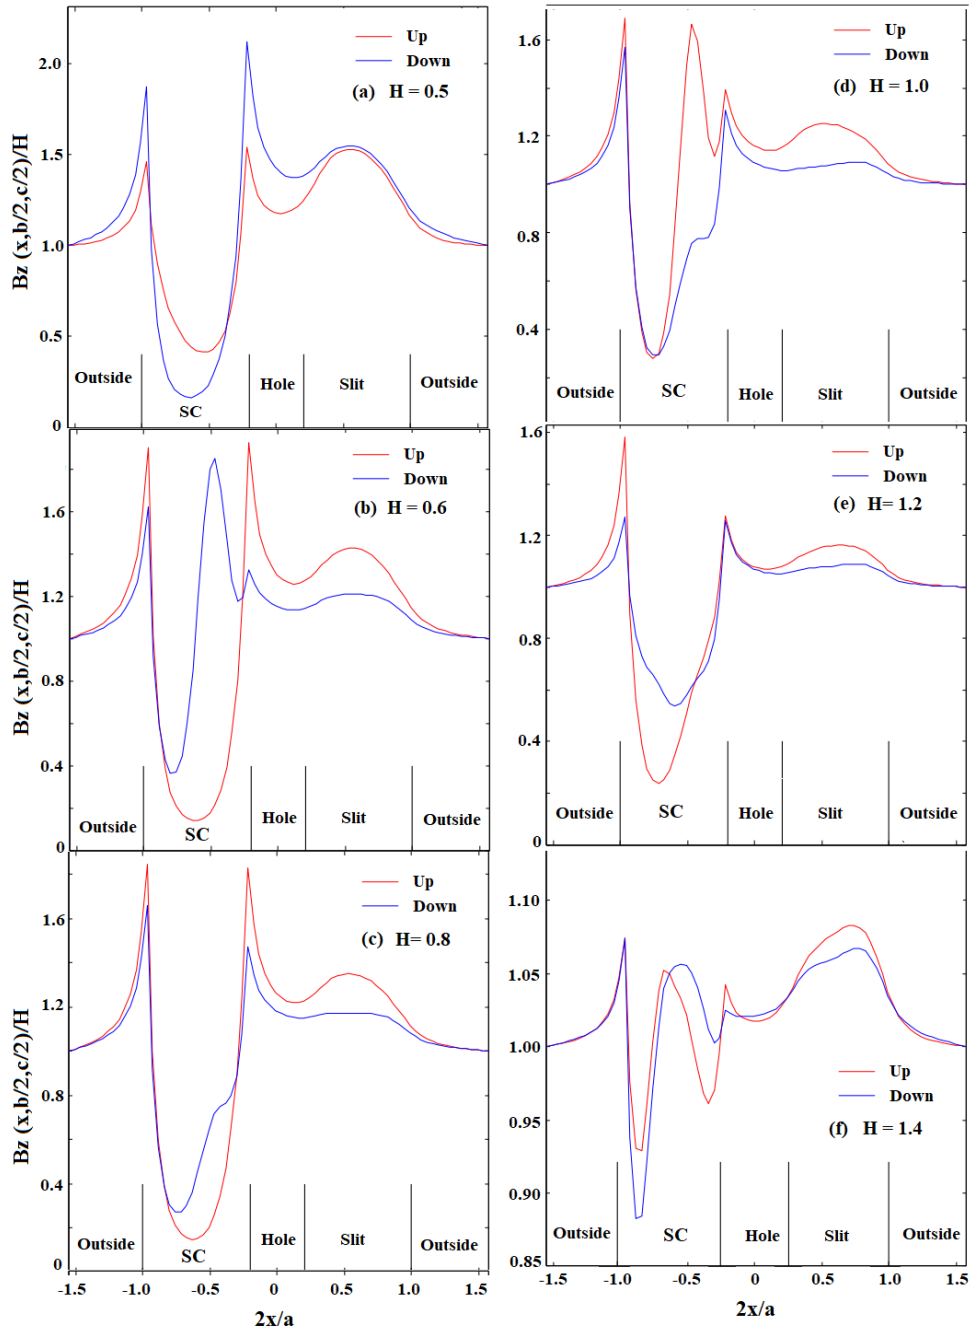 Up
Down
(a) H = 0.5
Bz (x,b/2,c/2)/H
2.0
1.5
1.0
0.5
0
Outside
SC
Hole
Slit
Outside
Up
Down
(b) H = 0.6
Bz (x,b/2,c/2)/H
1.6
1.2
0.8
0.4
0
Outside
SC
Hole
Slit
Outside
Up
Down
(c) H= 0.8
Bz (x,b/2,c/2)/H
1.6
1.2
0.8
0.4
0
Outside
SC
Hole
Slit
Outside
-1.5 -1.0 -0.5 0 0.5 1.0 1.5
2x/a
Up
Down
(d) H = 1.0
1.6
1.2
0.8
0.4
Outside
SC
Hole
Slit
Outside
Up
Down
(e) H= 1.2
1.6
1.2
0.8
0.4
0
Outside
SC
Hole
Slit
Outside
1.10
1.05
1.00
0.95
0.90
0.85
Up
Down
(f) H = 1.4
Outside
SC
Hole
Slit
Outside
-1.5 -1.0 -0.5 0 0.5 1.0 1.5
2x/a